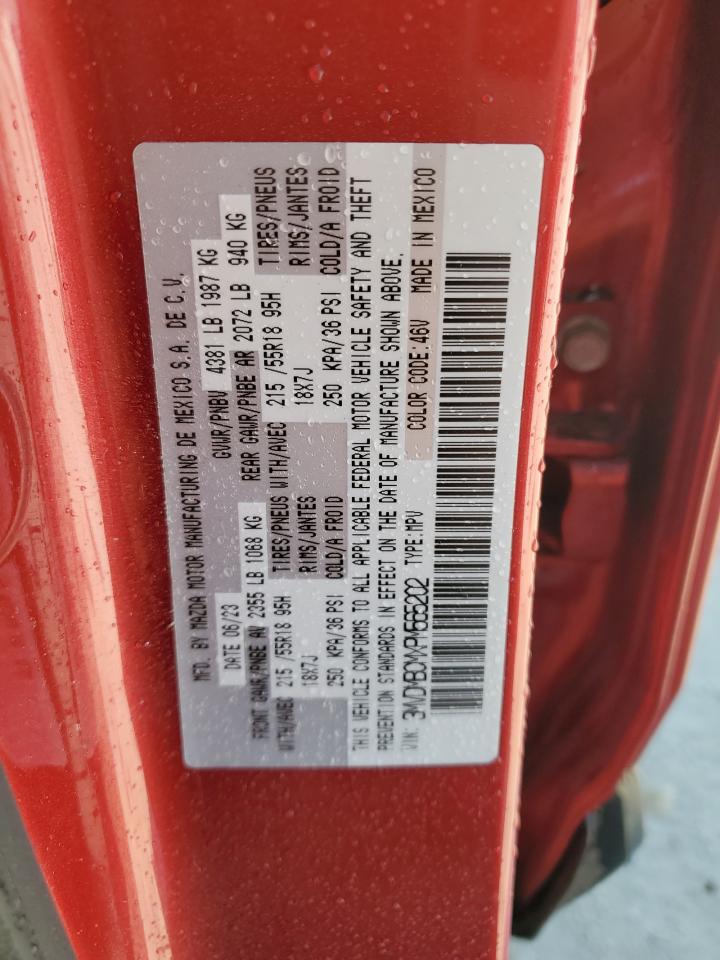 MFD. BY MAZDA MOTOR MANUFACTURING DE MEXICO S.A. DE C.V.
DATE 06/23 GVWR/PNBV 4381 LB 1987 KG
FRONT GAWR/PNBE AV 2355 LB 1068 KG REAR GAWR/PNBE AR 2072 LB 940 KG
WITH/AVEC 215 /55R18 95H TIRES/PNEUS WITH/AVEC 215 /55R18 95H TIRES/PNEUS
18X7J RIMS/JANTES 18X7J RIMS/JANTES
250 KPA/36 PSI COLD/A FROID 250 KPA/36 PSI COLD/A FROID
THIS VEHICLE CONFORMS TO ALL APPLICABLE FEDERAL MOTOR VEHICLE SAFETY AND THEFT
PREVENTION STANDARDS IN EFFECT ON THE DATE OF MANUFACTURE SHOWN ABOVE.
VIN: 3MVDMBCMXPM565202 TYPE:MPV COLOR CODE:46V MADE IN MEXICO